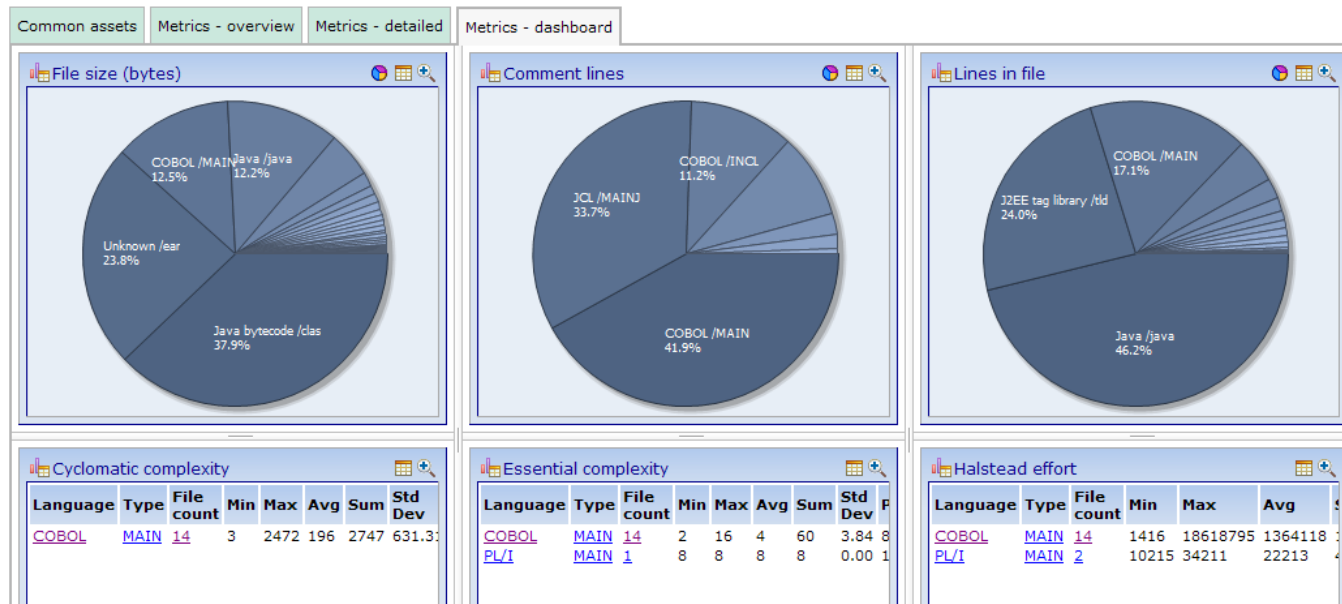 Common assets
Metrics - overview
Metrics - detailed
Metrics - dashboard
File size (bytes)
COBOL /MAIN
12.5%
Java /java
12.2%
Unknown /ear
23.8%
Java bytecode /clas
37.9%
Comment lines
COBOL /INCL
11.2%
JCL /MAINJ
33.7%
COBOL /MAIN
41.9%
Lines in file
COBOL /MAIN
17.1%
J2EE tag library /tld
24.0%
Java /java
46.2%
Cyclomatic complexity
Language Type File count Min Max Avg Sum Std Dev
COBOL MAIN 14 3 2472 196 2747 631.31
Essential complexity
Language Type File count Min Max Avg Sum Std Dev P
COBOL MAIN 14 2 16 4 60 3.84 8
PL/I MAIN 1 8 8 8 8 0.00 1
Halstead effort
Language Type File count Min Max Avg
COBOL MAIN 14 1416 18618795 1364118
PL/I MAIN 2 10215 34211 22213